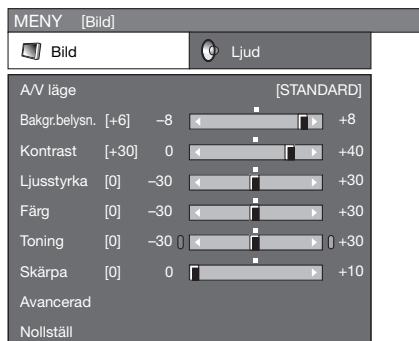 MENY [Bild]
Bild Ljud
A/V läge [STANDARD]
Bakgr.belysn. [+6] –8 +8
Kontrast [+30] 0 +40
Ljusstyrka [0] –30 +30
Färg [0] –30 +30
Toning [0] –30 +30
Skärpa [0] 0 +10
Avancerad
Nollställ